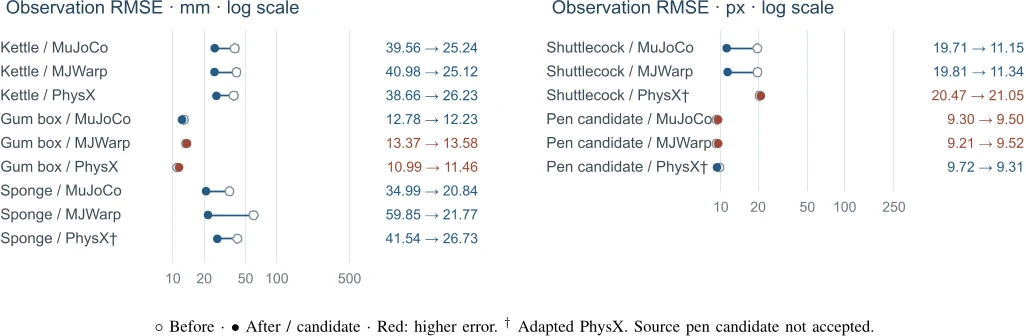 Observation RMSE · mm · log scale
Kettle / MuJoCo 39.56 → 25.24
Kettle / MJWarp 40.98 → 25.12
Kettle / PhysX 38.66 → 26.23
Gum box / MuJoCo 12.78 → 12.23
Gum box / MJWarp 13.37 → 13.58
Gum box / PhysX 10.99 → 11.46
Sponge / MuJoCo 34.99 → 20.84
Sponge / MJWarp 59.85 → 21.77
Sponge / PhysX† 41.54 → 26.73
10 20 50 100 500
Observation RMSE · px · log scale
Shuttlecock / MuJoCo 19.71 → 11.15
Shuttlecock / MJWarp 19.81 → 11.34
Shuttlecock / PhysX† 20.47 → 21.05
Pen candidate / MuJoCo 9.30 → 9.50
Pen candidate / MJWarp 9.21 → 9.52
Pen candidate / PhysX† 9.72 → 9.31
10 20 50 100 250
○ Before · ● After / candidate · Red: higher error. † Adapted PhysX. Source pen candidate not accepted.